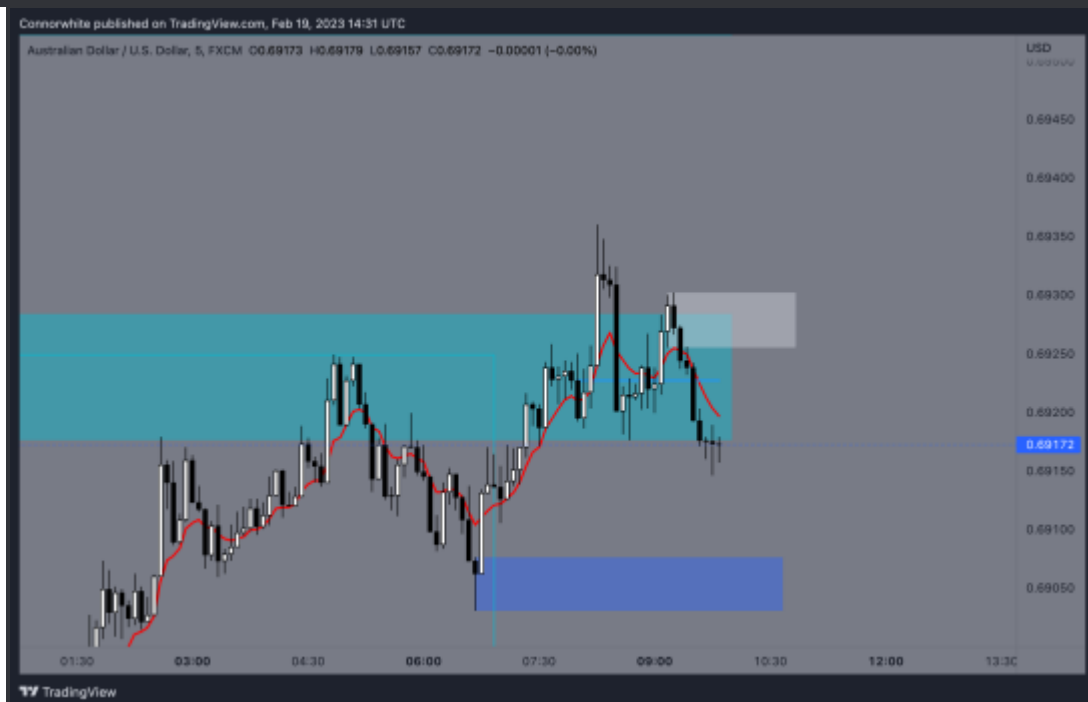 Connorwhite published on TradingView.com, Feb 19, 2023 14:31 UTC
Australian Dollar / U.S. Dollar, 5, FXCM O0.69173 H0.69179 L0.69157 C0.69172 −0.00001 (−0.00%)
USD
0.69450
0.69400
0.69350
0.69300
0.69250
0.69200
0.69172
0.69150
0.69100
0.69050
01:30 03:00 04:30 06:00 07:30 09:00 10:30 12:00 13:30
TradingView